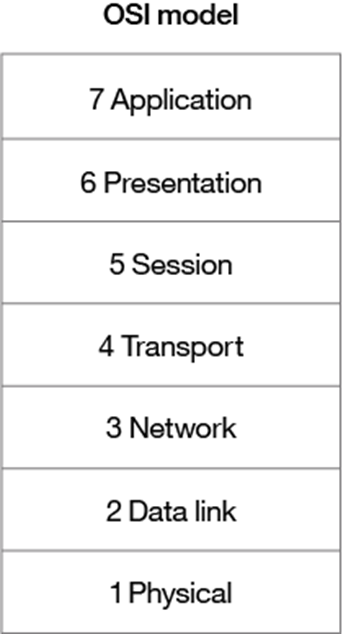 OSI model
7 Application
6 Presentation
5 Session
4 Transport
3 Network
2 Data link
1 Physical